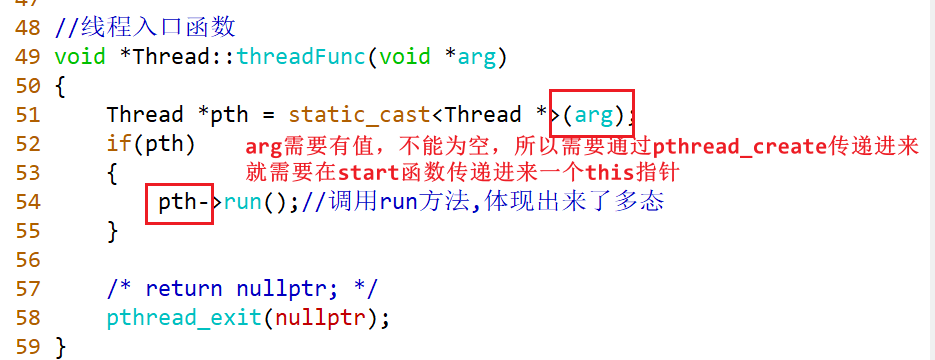 48 //线程入口函数
49 void *Thread::threadFunc(void *arg)
50 {
51     Thread *pth = static_cast<Thread *>(arg);
52     if(pth)
arg需要有值，不能为空，所以需要通过pthread_create传递进来
53     {
就需要在start函数传递进来一个this指针
54         pth->run();//调用run方法,体现出来了多态
55     }
56
57     /* return nullptr; */
58     pthread_exit(nullptr);
59 }